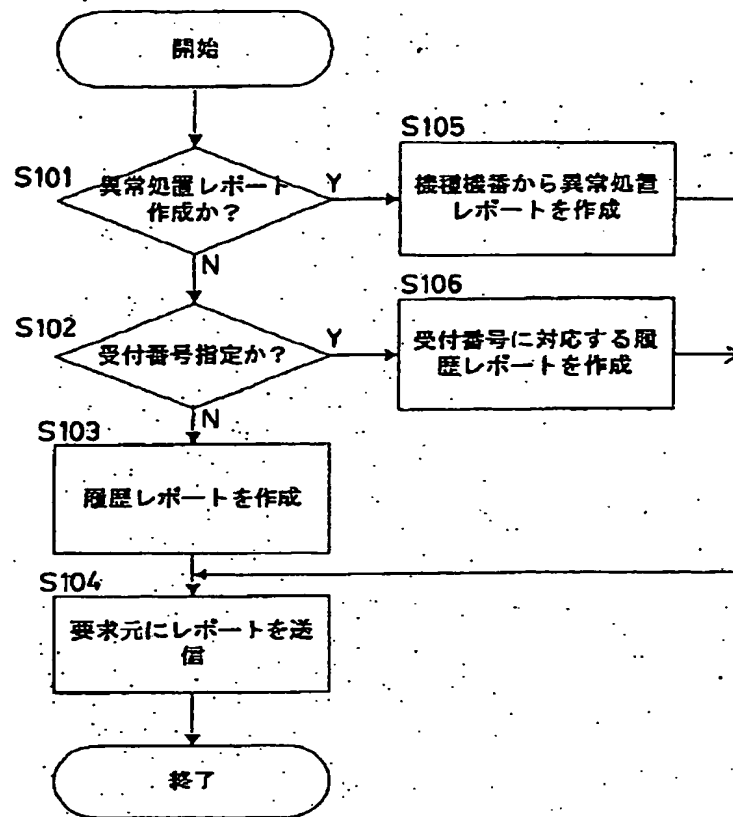 開始
S101
異常処置レポート
作成か？
Y
N
S105
機種機番から異常処置
レポートを作成
S102
受付番号指定か？
Y
N
S106
受付番号に対応する履
歴レポートを作成
S103
履歴レポートを作成
S104
要求元にレポートを送
信
終了